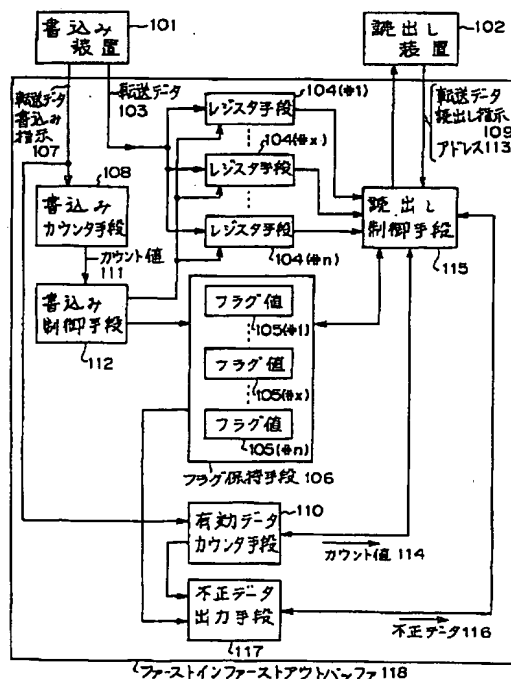 書込み
装置
101
読出し
装置
102
転送データ
書込み
指示
107
転送データ
103
レジスタ手段
104(#1)
レジスタ手段
104(#x)
レジスタ手段
104(#n)
転送データ
読出し指示
109
アドレス113
書込み
カウンタ手段
108
カウント値
111
書込み
制御手段
112
読出し
制御手段
115
フラグ値
105(#1)
フラグ値
105(#x)
フラグ値
105(#n)
フラグ保持手段 106
有効データ
カウンタ手段
110
カウント値 114
不正データ
出力手段
117
不正データ116
ファーストインファーストアウトバッファ118